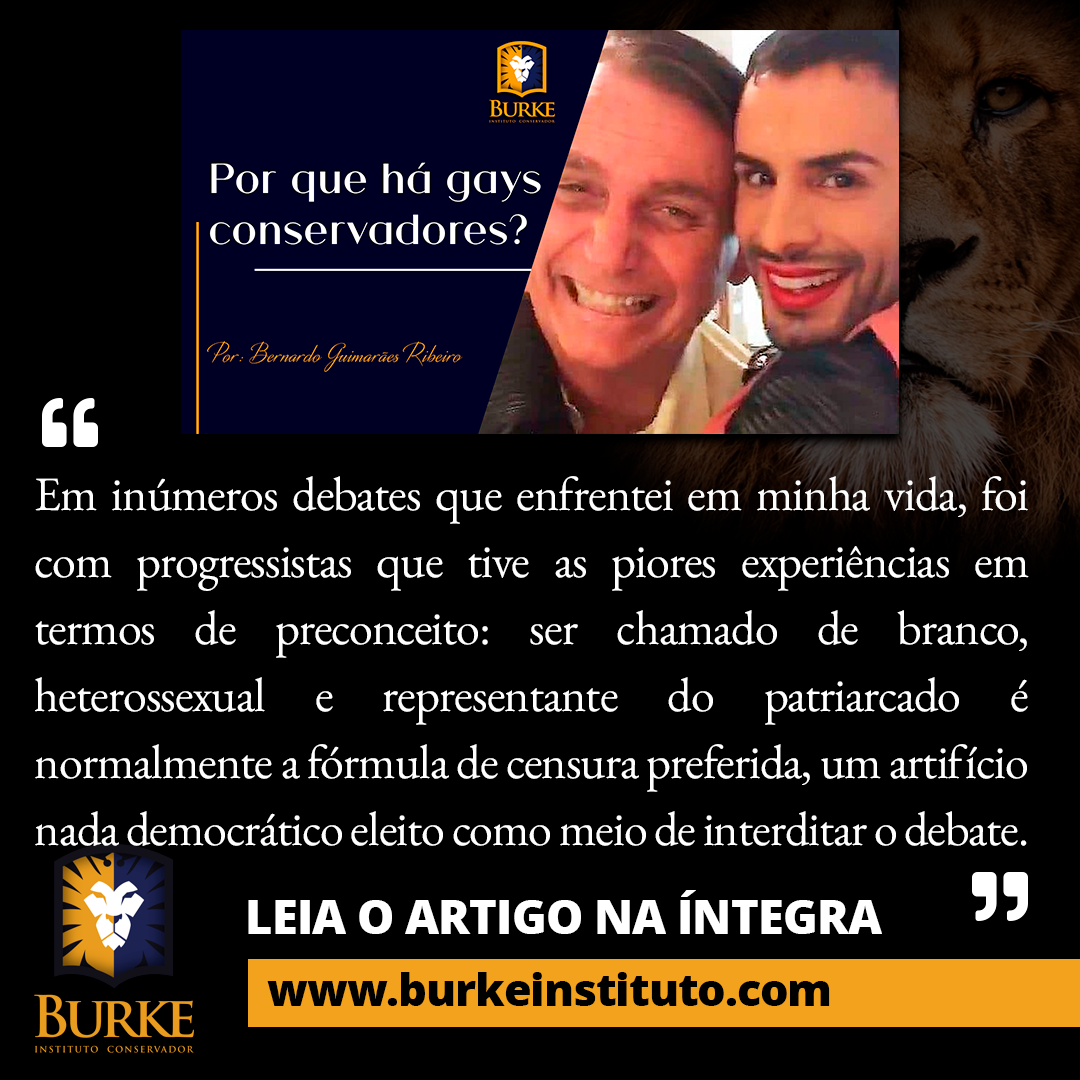 BURKE
INSTITUTO CONSERVADOR
Por que há gays
conservadores?
Por: Bernardo Guimarães Ribeiro
“
Em inúmeros debates que enfrentei em minha vida, foi
com progressistas que tive as piores experiências em
termos de preconceito: ser chamado de branco,
heterossexual e representante do patriarcado é
normalmente a fórmula de censura preferida, um artifício
nada democrático eleito como meio de interditar o debate.
”
LEIA O ARTIGO NA ÍNTEGRA
www.burkeinstituto.com
BURKE
INSTITUTO CONSERVADOR